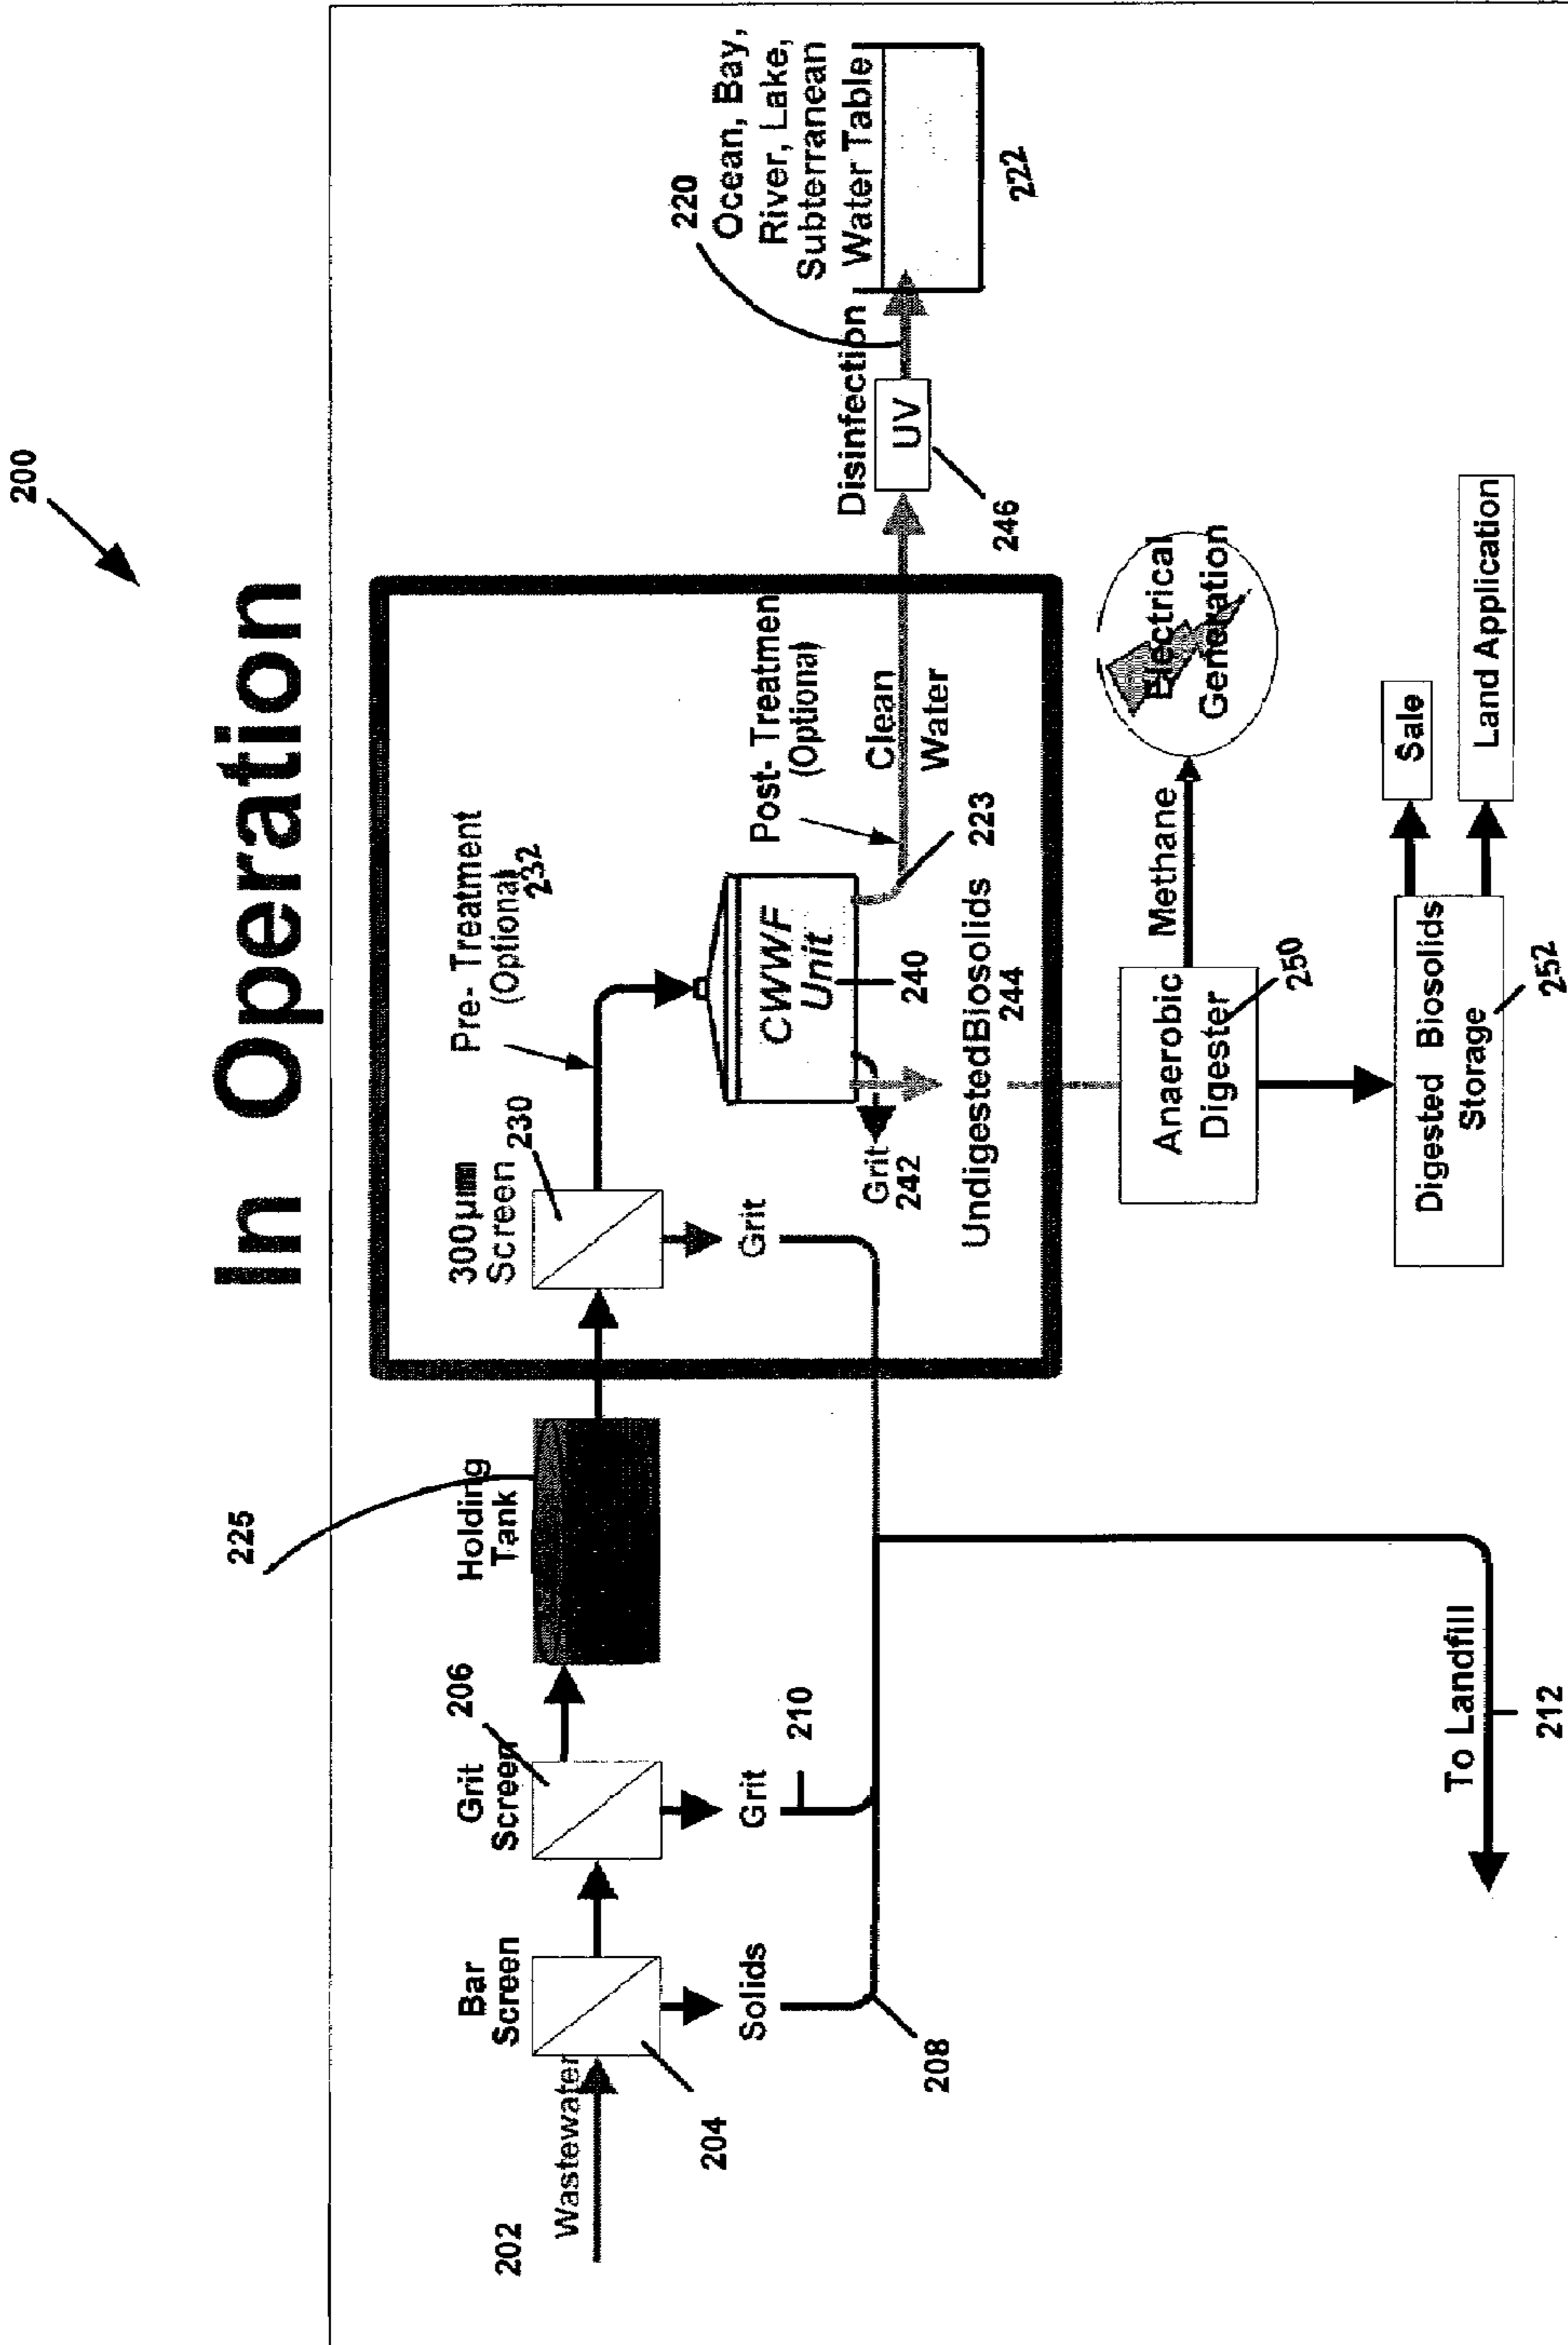 200
In Operation
225
202
Wastewater
Bar
Screen
204
Grit
Screen
206
Holding
Tank
300µm
Screen
230
Pre- Treatment
(Optional)
232
Solids
208
Grit
210
Grit
CWWF
Unit
240
Grit
242
Post- Treatmen
(Optional)
Clean
Water
223
UndigestedBiosolids
244
Disinfection
UV
246
220
Ocean, Bay,
River, Lake,
Subterranean
Water Table
222
Anaerobic
Digester
250
Methane
Electrical
Generation
Digested Biosolids
Storage
252
Sale
Land Application
To Landfill
212